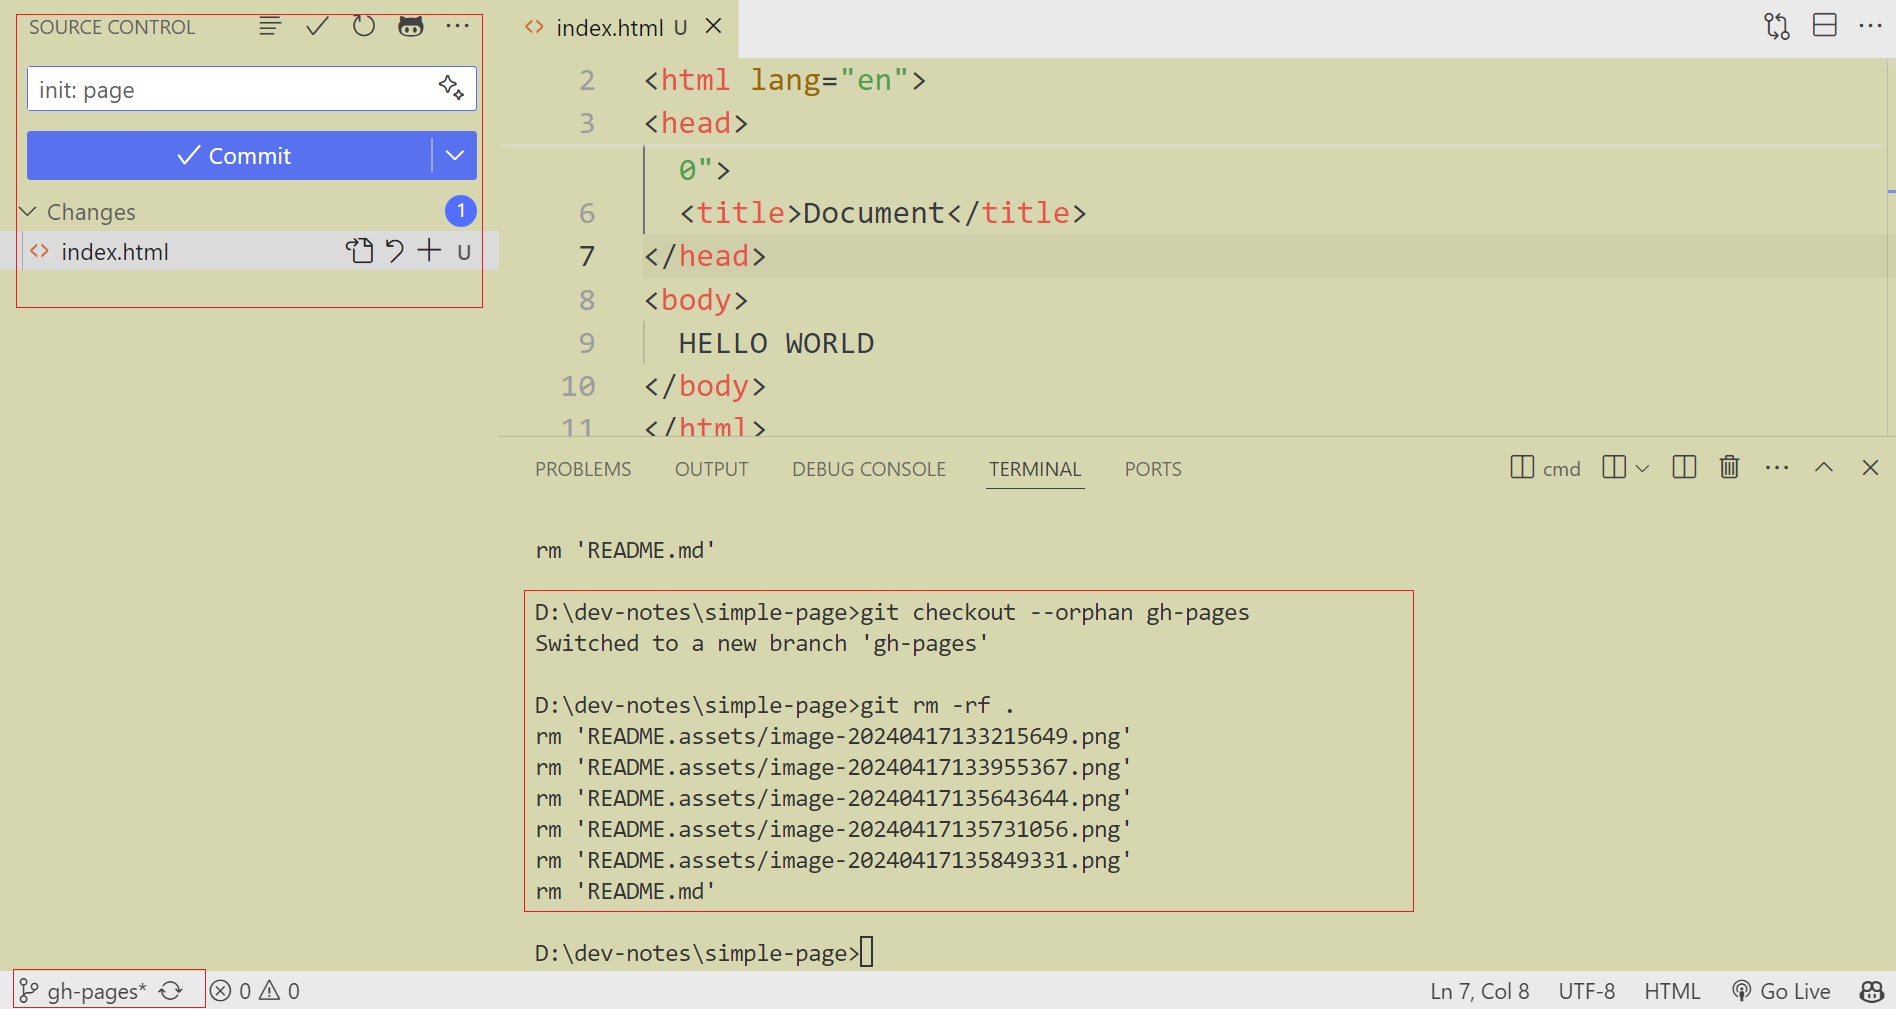 SOURCE CONTROL
init: page
Commit
Changes
1
index.html
U
index.html U
2 <html lang="en">
3 <head>
0">
6 <title>Document</title>
7 </head>
8 <body>
9 HELLO WORLD
10 </body>
11 </html>
PROBLEMS OUTPUT DEBUG CONSOLE TERMINAL PORTS
cmd
rm 'README.md'
D:\dev-notes\simple-page>git checkout --orphan gh-pages
Switched to a new branch 'gh-pages'
D:\dev-notes\simple-page>git rm -rf .
rm 'README.assets/image-20240417133215649.png'
rm 'README.assets/image-20240417133955367.png'
rm 'README.assets/image-20240417135643644.png'
rm 'README.assets/image-20240417135731056.png'
rm 'README.assets/image-20240417135849331.png'
rm 'README.md'
D:\dev-notes\simple-page>
gh-pages* 0 0
Ln 7, Col 8 UTF-8 HTML Go Live